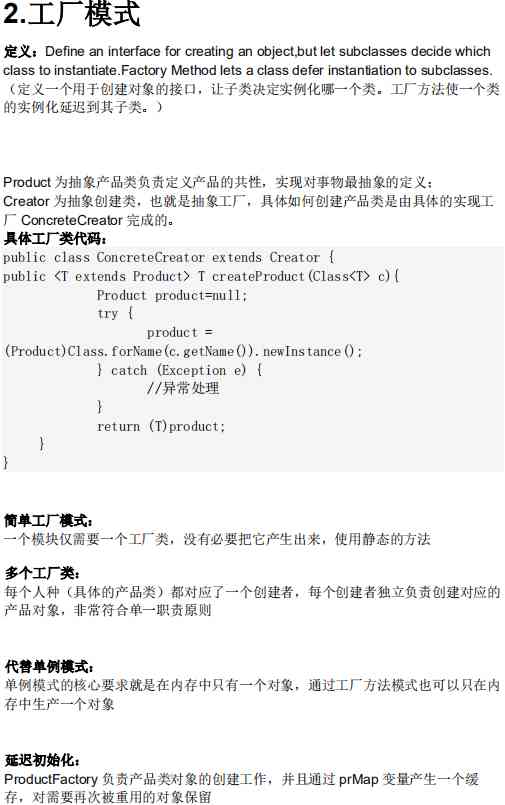 2.工厂模式
定义：Define an interface for creating an object,but let subclasses decide which
class to instantiate.Factory Method lets a class defer instantiation to subclasses.
（定义一个用于创建对象的接口，让子类决定实例化哪一个类。工厂方法使一个类
的实例化延迟到其子类。）
Product 为抽象产品类负责定义产品的共性，实现对事物最抽象的定义；
Creator 为抽象创建类，也就是抽象工厂，具体如何创建产品类是由具体的实现工
厂 ConcreteCreator 完成的。
具体工厂类代码：
public class ConcreteCreator extends Creator {
public <T extends Product> T createProduct(Class<T> c){
Product product=null;
try {
product =
(Product)Class.forName(c.getName()).newInstance();
} catch (Exception e) {
//异常处理
}
return (T)product;
}
}
简单工厂模式：
一个模块仅需要一个工厂类，没有必要把它产生出来，使用静态的方法
多个工厂类：
每个人种（具体的产品类）都对应了一个创建者，每个创建者独立负责创建对应的
产品对象，非常符合单一职责原则
代替单例模式：
单例模式的核心要求就是在内存中只有一个对象，通过工厂方法模式也可以只在内
存中生产一个对象
延迟初始化：
ProductFactory 负责产品类对象的创建工作，并且通过 prMap 变量产生一个缓
存，对需要再次被重用的对象保留